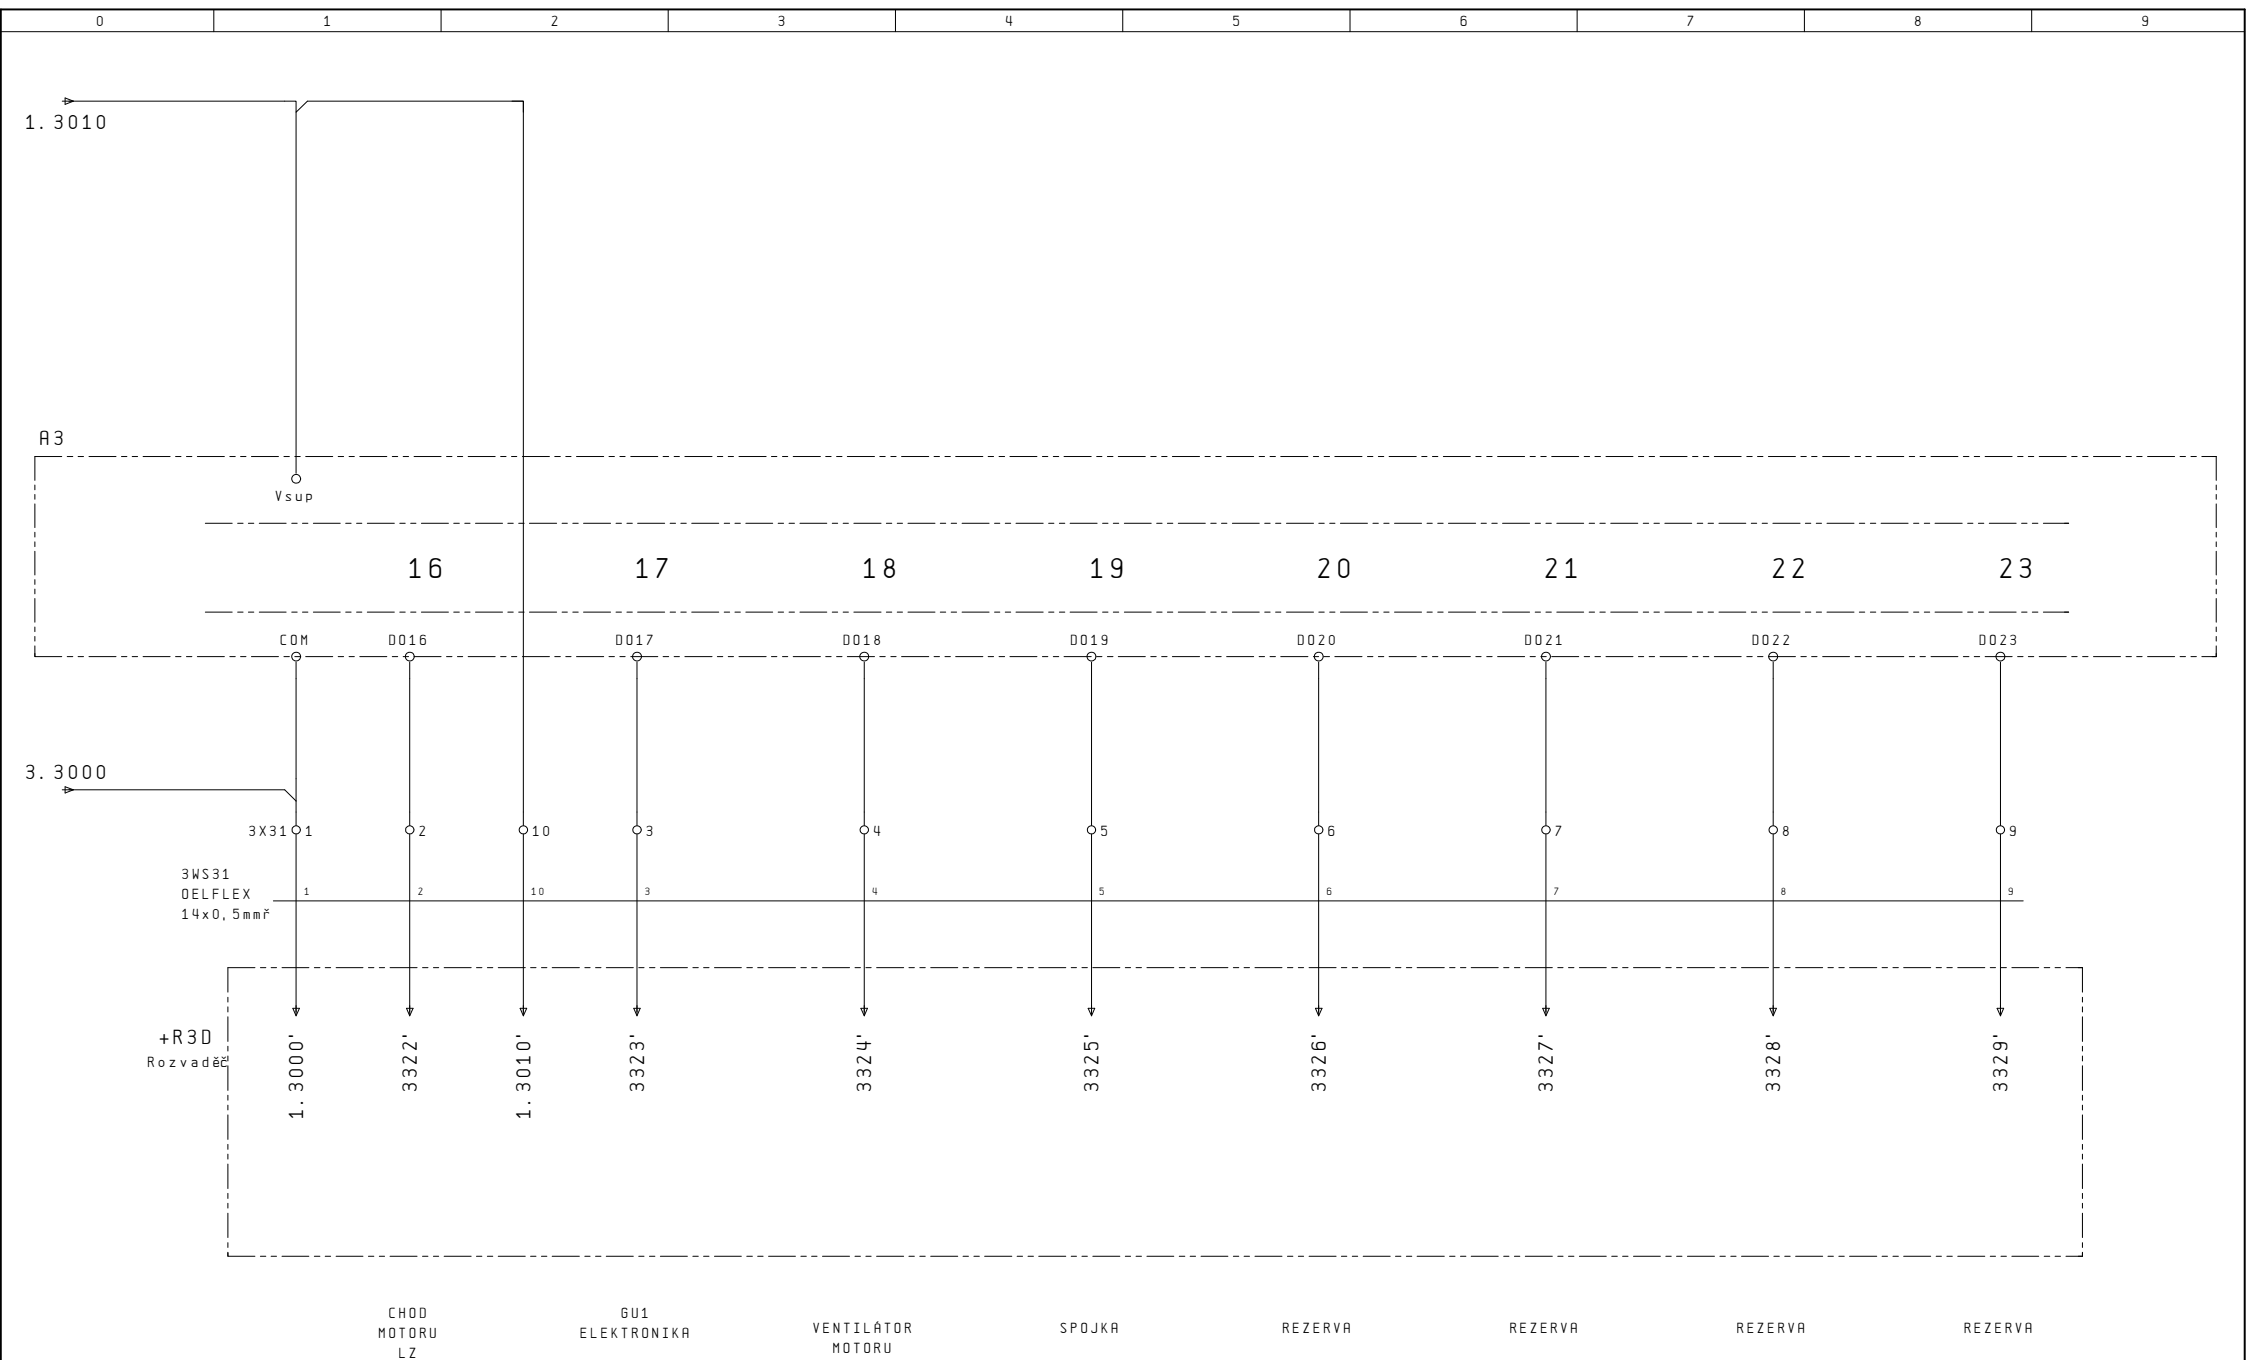 0 1 2 3 4 5 6 7 8 9
1.3010
A3
Vsup
16 17 18 19 20 21 22 23
COM DO16 DO17 DO18 DO19 DO20 DO21 DO22 DO23
3.3000
3X31 1 2 10 3 4 5 6 7 8 9
3WS31
OELFLEX
14x0,5mmř
1 2 10 3 4 5 6 7 8 9
+R3D
Rozvaděč
1.3000'
3322'
1.3010'
3323'
3324'
3325'
3326'
3327'
3328'
3329'
CHOD
MOTORU
LZ
GU1
ELEKTRONIKA
VENTILÁTOR
MOTORU
SPOJKA
REZERVA
REZERVA
REZERVA
REZERVA